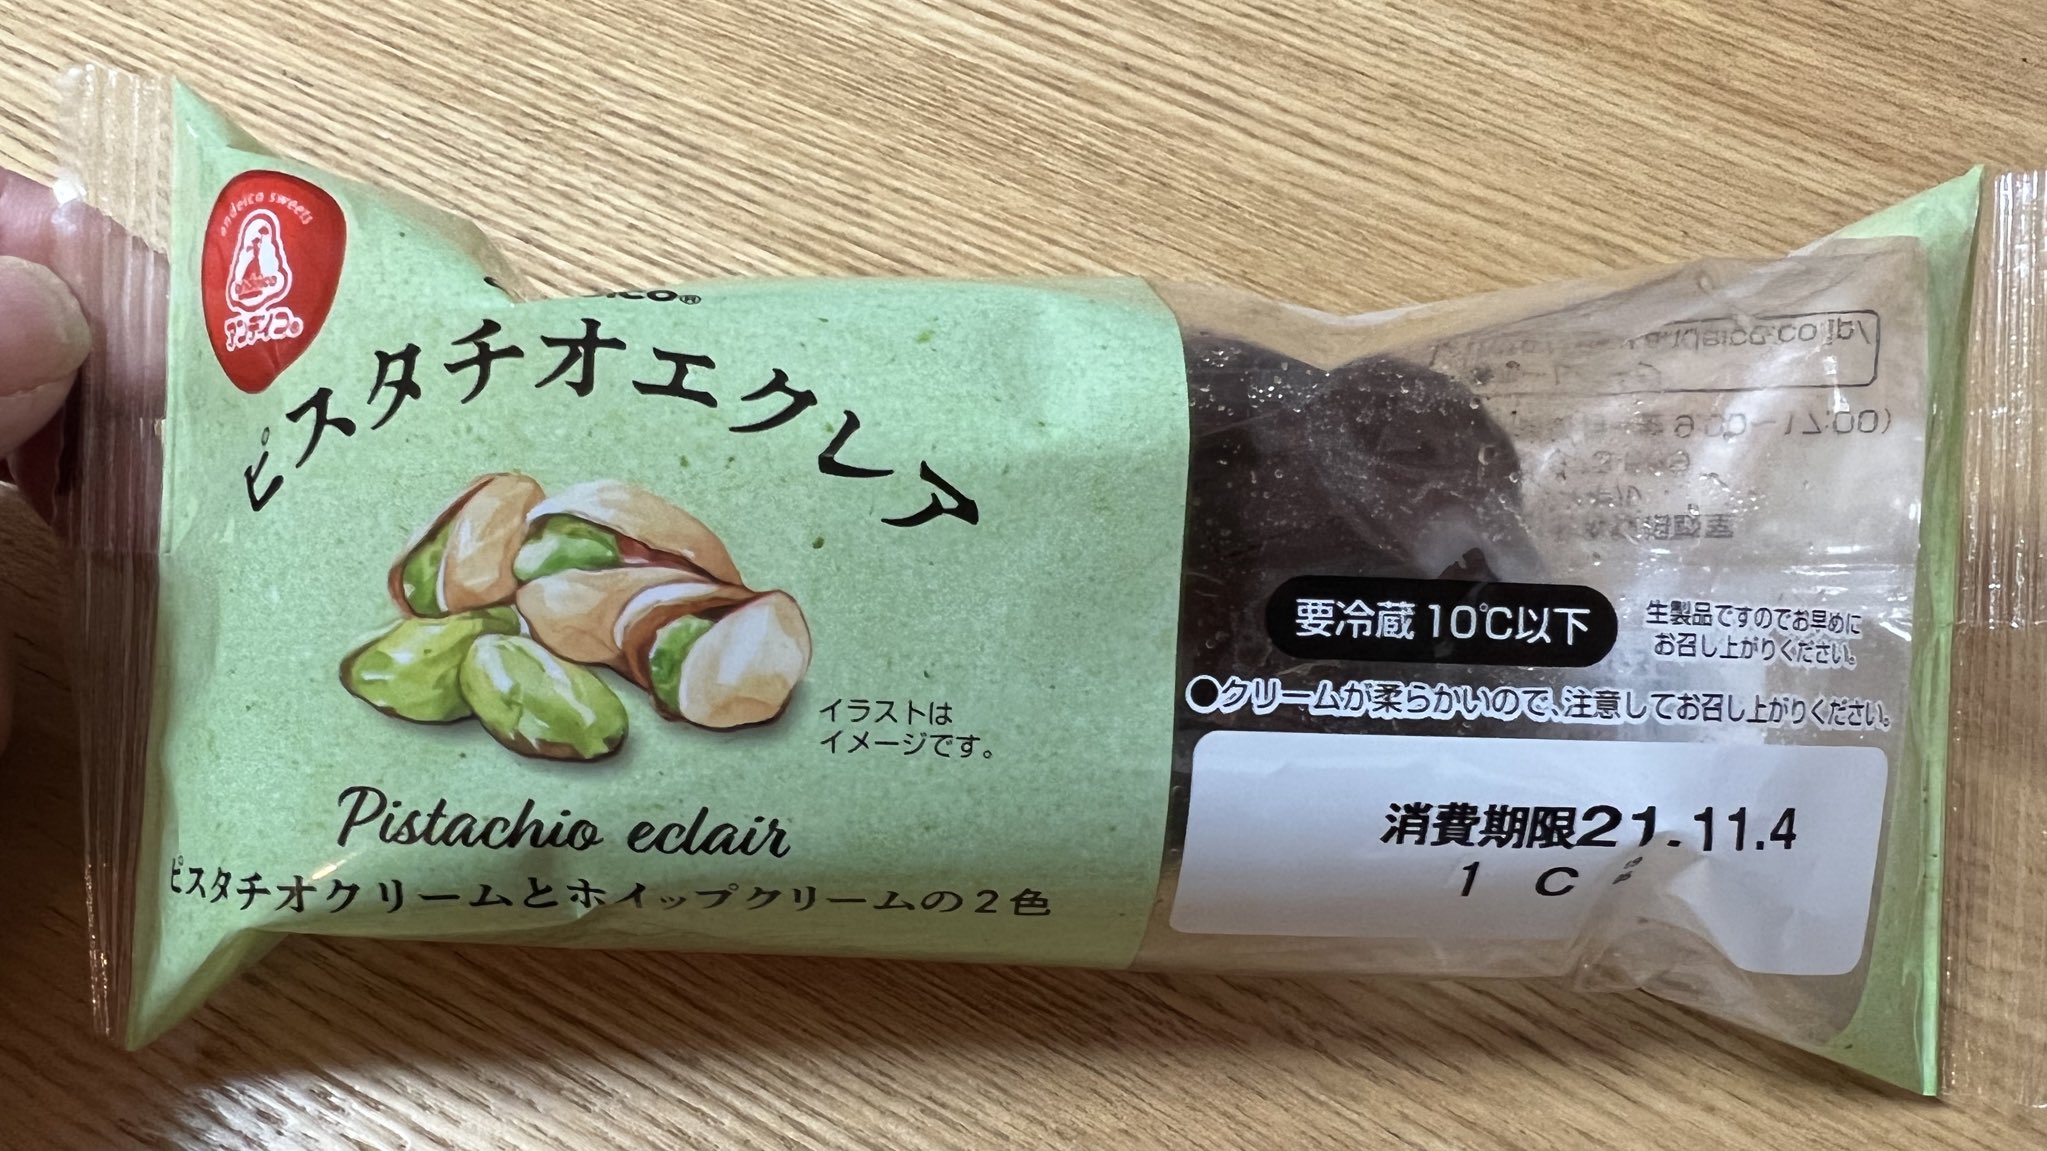 andeico sweets
andeico
アンデイコ®
ピスタチオエクレア
イラストは
イメージです。
Pistachio eclair
ピスタチオクリームとホイップクリームの2色
要冷蔵10℃以下
生製品ですのでお早めに
お召し上がりください。
●クリームが柔らかいので、注意してお召し上がりください。
消費期限21.11.4
1 C